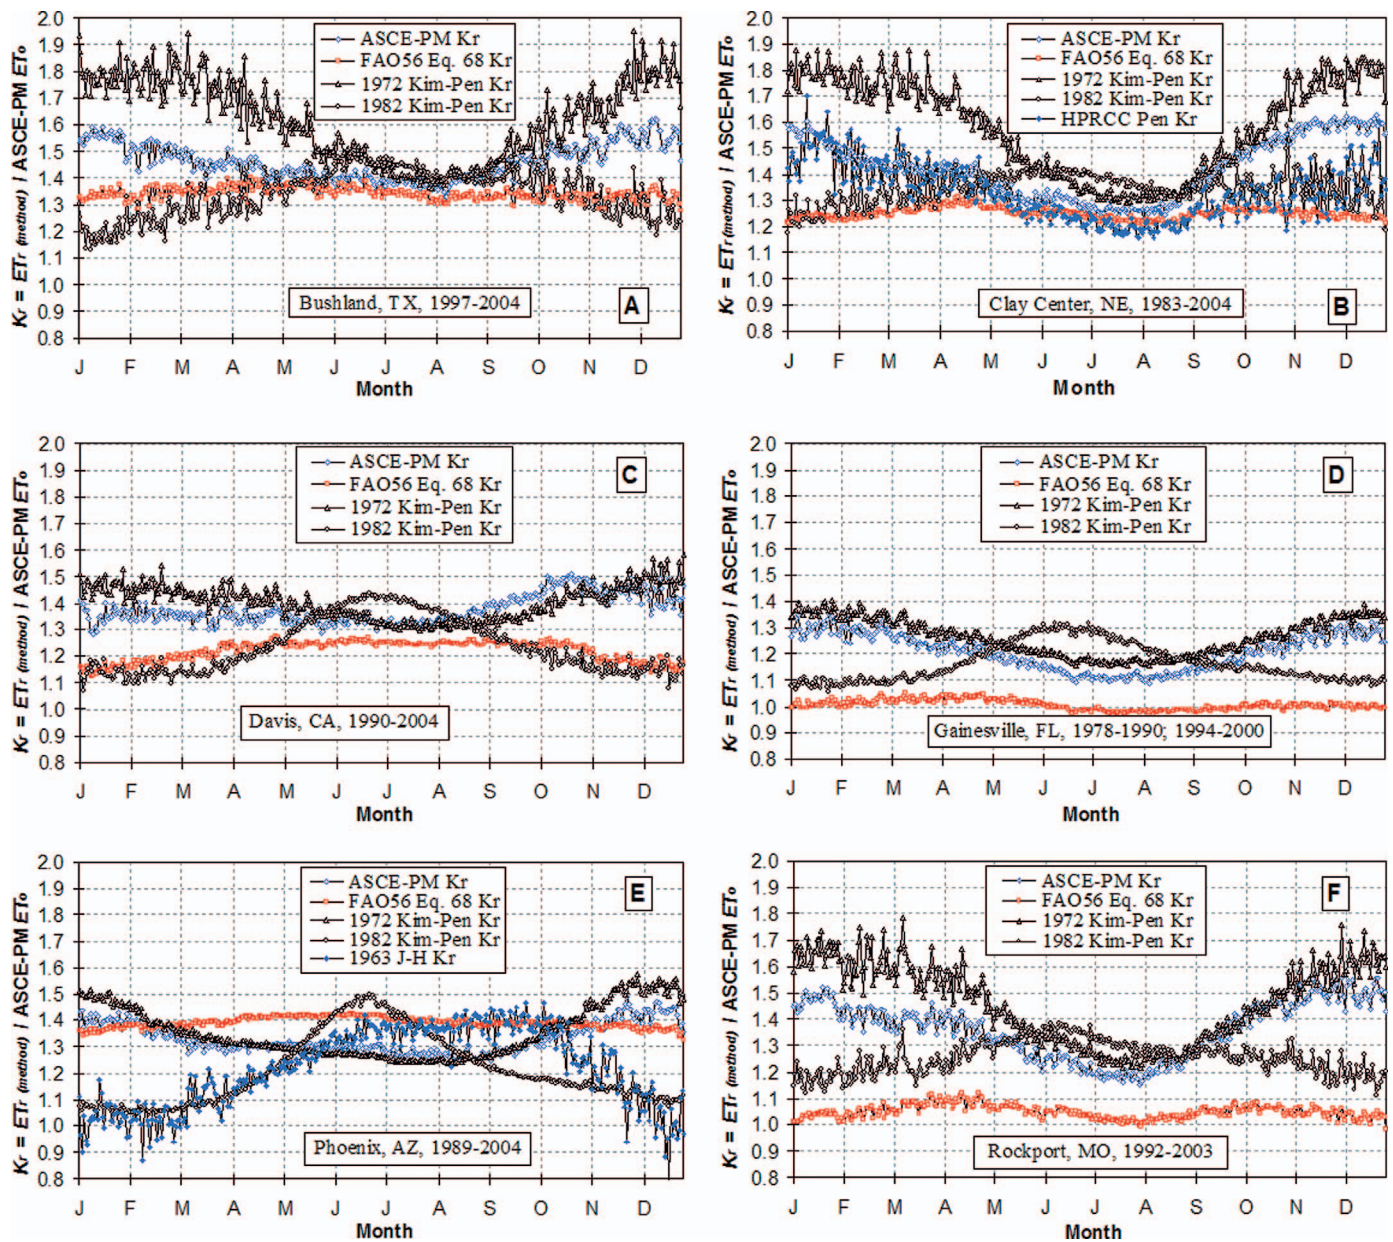 Kr = ETr (method) / ASCE-PM ETo
2.0
1.9
1.8
1.7
1.6
1.5
1.4
1.3
1.2
1.1
1.0
0.9
0.8
ASCE-PM Kr
FAO56 Eq. 68 Kr
1972 Kim-Pen Kr
1982 Kim-Pen Kr
Bushland, TX, 1997-2004
A
J F M A M J J A S O N D
Month
Kr = ETr (method) / ASCE-PM ETo
2.0
1.9
1.8
1.7
1.6
1.5
1.4
1.3
1.2
1.1
1.0
0.9
0.8
ASCE-PM Kr
FAO56 Eq. 68 Kr
1972 Kim-Pen Kr
1982 Kim-Pen Kr
HPRCC Pen Kr
Clay Center, NE, 1983-2004
B
J F M A M J J A S O N D
Month
Kr = ETr (method) / ASCE-PM ETo
2.0
1.9
1.8
1.7
1.6
1.5
1.4
1.3
1.2
1.1
1.0
0.9
0.8
ASCE-PM Kr
FAO56 Eq. 68 Kr
1972 Kim-Pen Kr
1982 Kim-Pen Kr
C
Davis, CA, 1990-2004
J F M A M J J A S O N D
Month
Kr = ETr (method) / ASCE-PM ETo
2.0
1.9
1.8
1.7
1.6
1.5
1.4
1.3
1.2
1.1
1.0
0.9
0.8
ASCE-PM Kr
FAO56 Eq. 68 Kr
1972 Kim-Pen Kr
1982 Kim-Pen Kr
D
Gainesville, FL, 1978-1990; 1994-2000
J F M A M J J A S O N D
Month
Kr = ETr (method) / ASCE-PM ETo
2.0
1.9
1.8
1.7
1.6
1.5
1.4
1.3
1.2
1.1
1.0
0.9
0.8
ASCE-PM Kr
FAO56 Eq. 68 Kr
1972 Kim-Pen Kr
1982 Kim-Pen Kr
1963 J-H Kr
E
Phoenix, AZ, 1989-2004
J F M A M J J A S O N D
Month
Kr = ETr (method) / ASCE-PM ETo
2.0
1.9
1.8
1.7
1.6
1.5
1.4
1.3
1.2
1.1
1.0
0.9
0.8
ASCE-PM Kr
FAO56 Eq. 68 Kr
1972 Kim-Pen Kr
1982 Kim-Pen Kr
F
Rockport, MO, 1992-2003
J F M A M J J A S O N D
Month